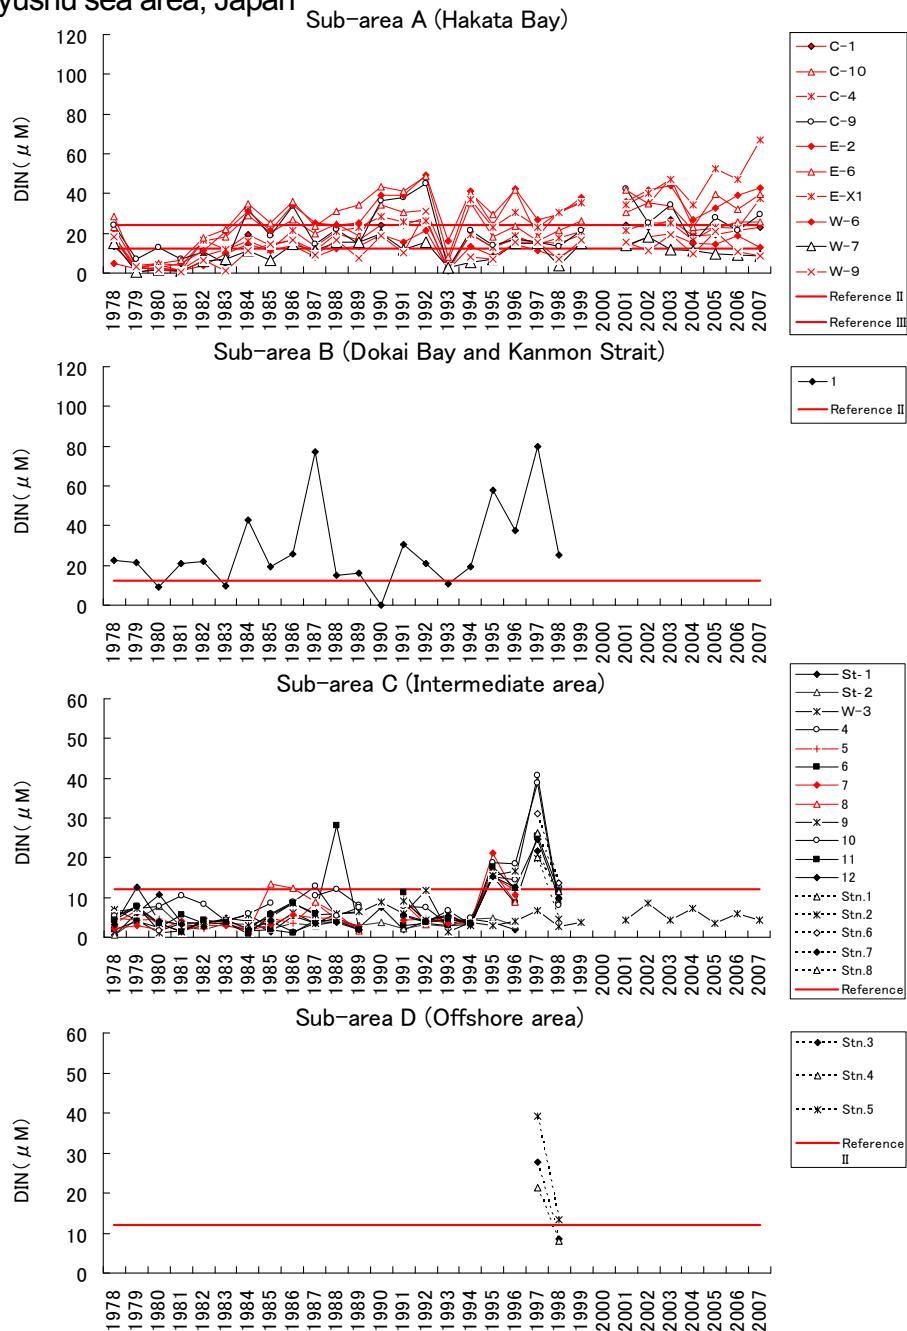 yushu sea area, Japan
Sub-area A (Hakata Bay)
DIN( μ M)
120
100
80
60
40
20
0
1978 1979 1980 1981 1982 1983 1984 1985 1986 1987 1988 1989 1990 1991 1992 1993 1994 1995 1996 1997 1998 1999 2000 2001 2002 2003 2004 2005 2006 2007
C-1
C-10
C-4
C-9
E-2
E-6
E-X1
W-6
W-7
W-9
Reference Ⅱ
Reference Ⅲ
Sub-area B (Dokai Bay and Kanmon Strait)
DIN( μ M)
120
100
80
60
40
20
0
1978 1979 1980 1981 1982 1983 1984 1985 1986 1987 1988 1989 1990 1991 1992 1993 1994 1995 1996 1997 1998 1999 2000 2001 2002 2003 2004 2005 2006 2007
1
Reference Ⅱ
Sub-area C (Intermediate area)
DIN( μ M)
60
50
40
30
20
10
0
1978 1979 1980 1981 1982 1983 1984 1985 1986 1987 1988 1989 1990 1991 1992 1993 1994 1995 1996 1997 1998 1999 2000 2001 2002 2003 2004 2005 2006 2007
St-1
St-2
W-3
4
5
6
7
8
9
10
11
12
Stn.1
Stn.2
Stn.6
Stn.7
Stn.8
Reference
Sub-area D (Offshore area)
DIN( μ M)
60
50
40
30
20
10
0
1978 1979 1980 1981 1982 1983 1984 1985 1986 1987 1988 1989 1990 1991 1992 1993 1994 1995 1996 1997 1998 1999 2000 2001 2002 2003 2004 2005 2006 2007
Stn.3
Stn.4
Stn.5
Reference
Ⅱ